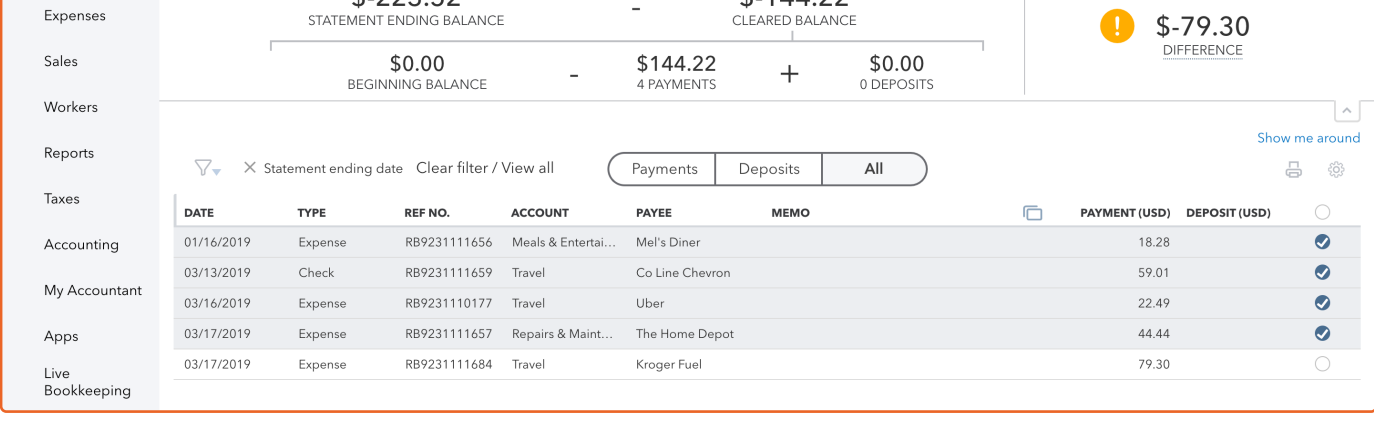 Expenses
Sales
Workers
Reports
Taxes
Accounting
My Accountant
Apps
Live
Bookkeeping
$-223.52 - $-144.22
STATEMENT ENDING BALANCE CLEARED BALANCE
$0.00 - $144.22 + $0.00
BEGINNING BALANCE 4 PAYMENTS 0 DEPOSITS
! $-79.30
DIFFERENCE
Show me around
Statement ending date Clear filter / View all Payments Deposits All
DATE TYPE REF NO. ACCOUNT PAYEE MEMO PAYMENT (USD) DEPOSIT (USD)
01/16/2019 Expense RB9231111656 Meals & Entertai... Mel's Diner 18.28
03/13/2019 Check RB9231111659 Travel Co Line Chevron 59.01
03/16/2019 Expense RB9231110177 Travel Uber 22.49
03/17/2019 Expense RB9231111657 Repairs & Maint... The Home Depot 44.44
03/17/2019 Expense RB9231111684 Travel Kroger Fuel 79.30